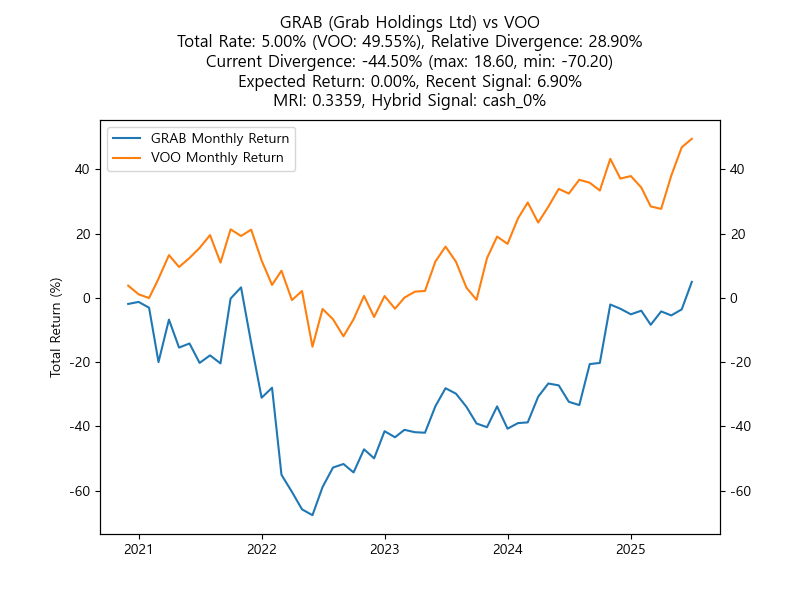 GRAB (Grab Holdings Ltd) vs VOO
Total Rate: 5.00% (VOO: 49.55%), Relative Divergence: 28.90%
Current Divergence: -44.50% (max: 18.60, min: -70.20)
Expected Return: 0.00%, Recent Signal: 6.90%
MRI: 0.3359, Hybrid Signal: cash_0%
GRAB Monthly Return
VOO Monthly Return
Total Return (%)
40 40
20 20
0 0
-20 -20
-40 -40
-60 -60
2021 2022 2023 2024 2025